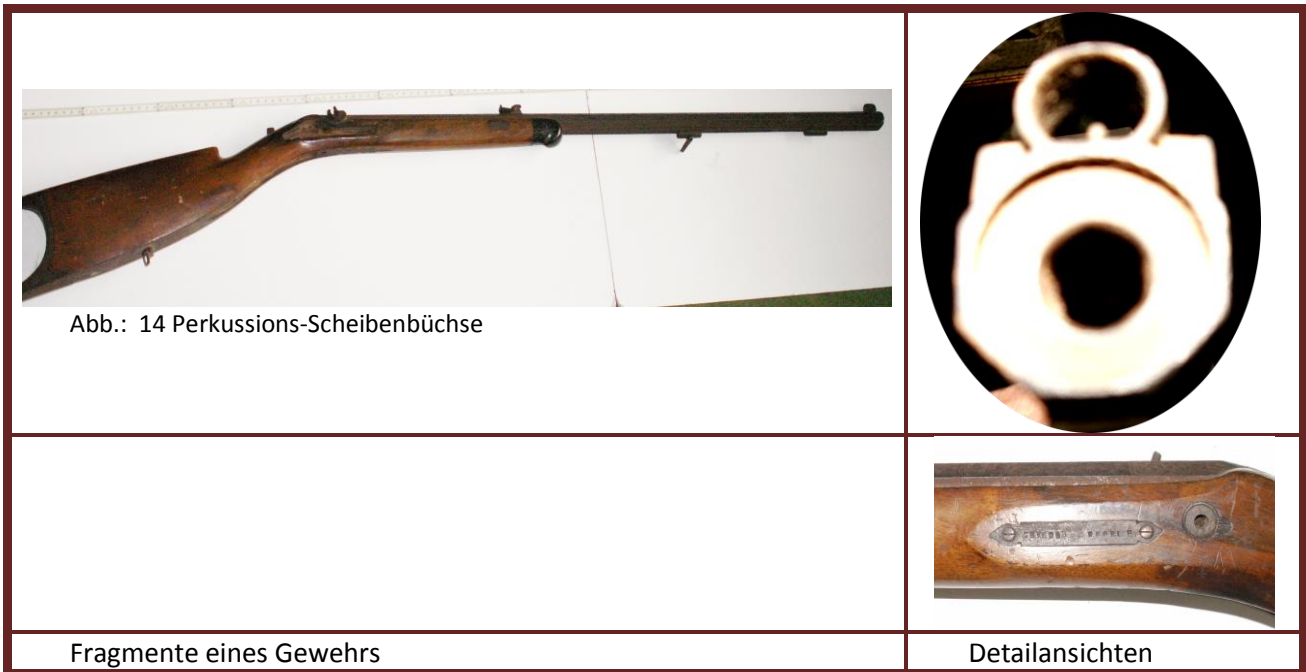 Abb.: 14 Perkussions-Scheibenbüchse
Fragmente eines Gewehrs
Detailansichten